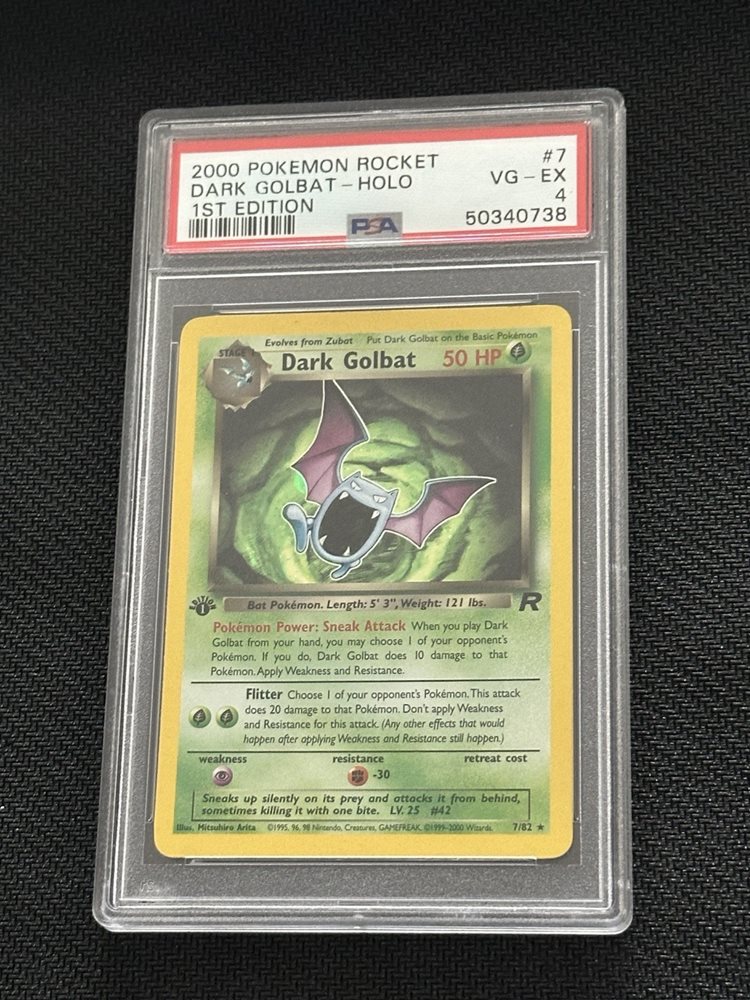 2000 POKEMON ROCKET #7
DARK GOLBAT - HOLO VG - EX
1ST EDITION 4
PSA 50340738
Evolves from Zubat Put Dark Golbat on the Basic Pokémon
STAGE 1 Dark Golbat 50 HP
EDITION 1
Bat Pokémon. Length: 5' 3", Weight: 121 lbs. R
Pokémon Power: Sneak Attack When you play Dark
Golbat from your hand, you may choose 1 of your opponent's
Pokémon. If you do, Dark Golbat does 10 damage to that
Pokémon. Apply Weakness and Resistance.
Flitter Choose 1 of your opponent's Pokémon. This attack
does 20 damage to that Pokémon. Don't apply Weakness
and Resistance for this attack. (Any other effects that would
happen after applying Weakness and Resistance still happen.)
weakness resistance retreat cost
-30
Sneaks up silently on its prey and attacks it from behind,
sometimes killing it with one bite. LV. 25 #42
Illus. Mitsuhiro Arita ©1995, 96, 98 Nintendo, Creatures, GAMEFREAK. ©1999-2000 Wizards. 7/82 ★